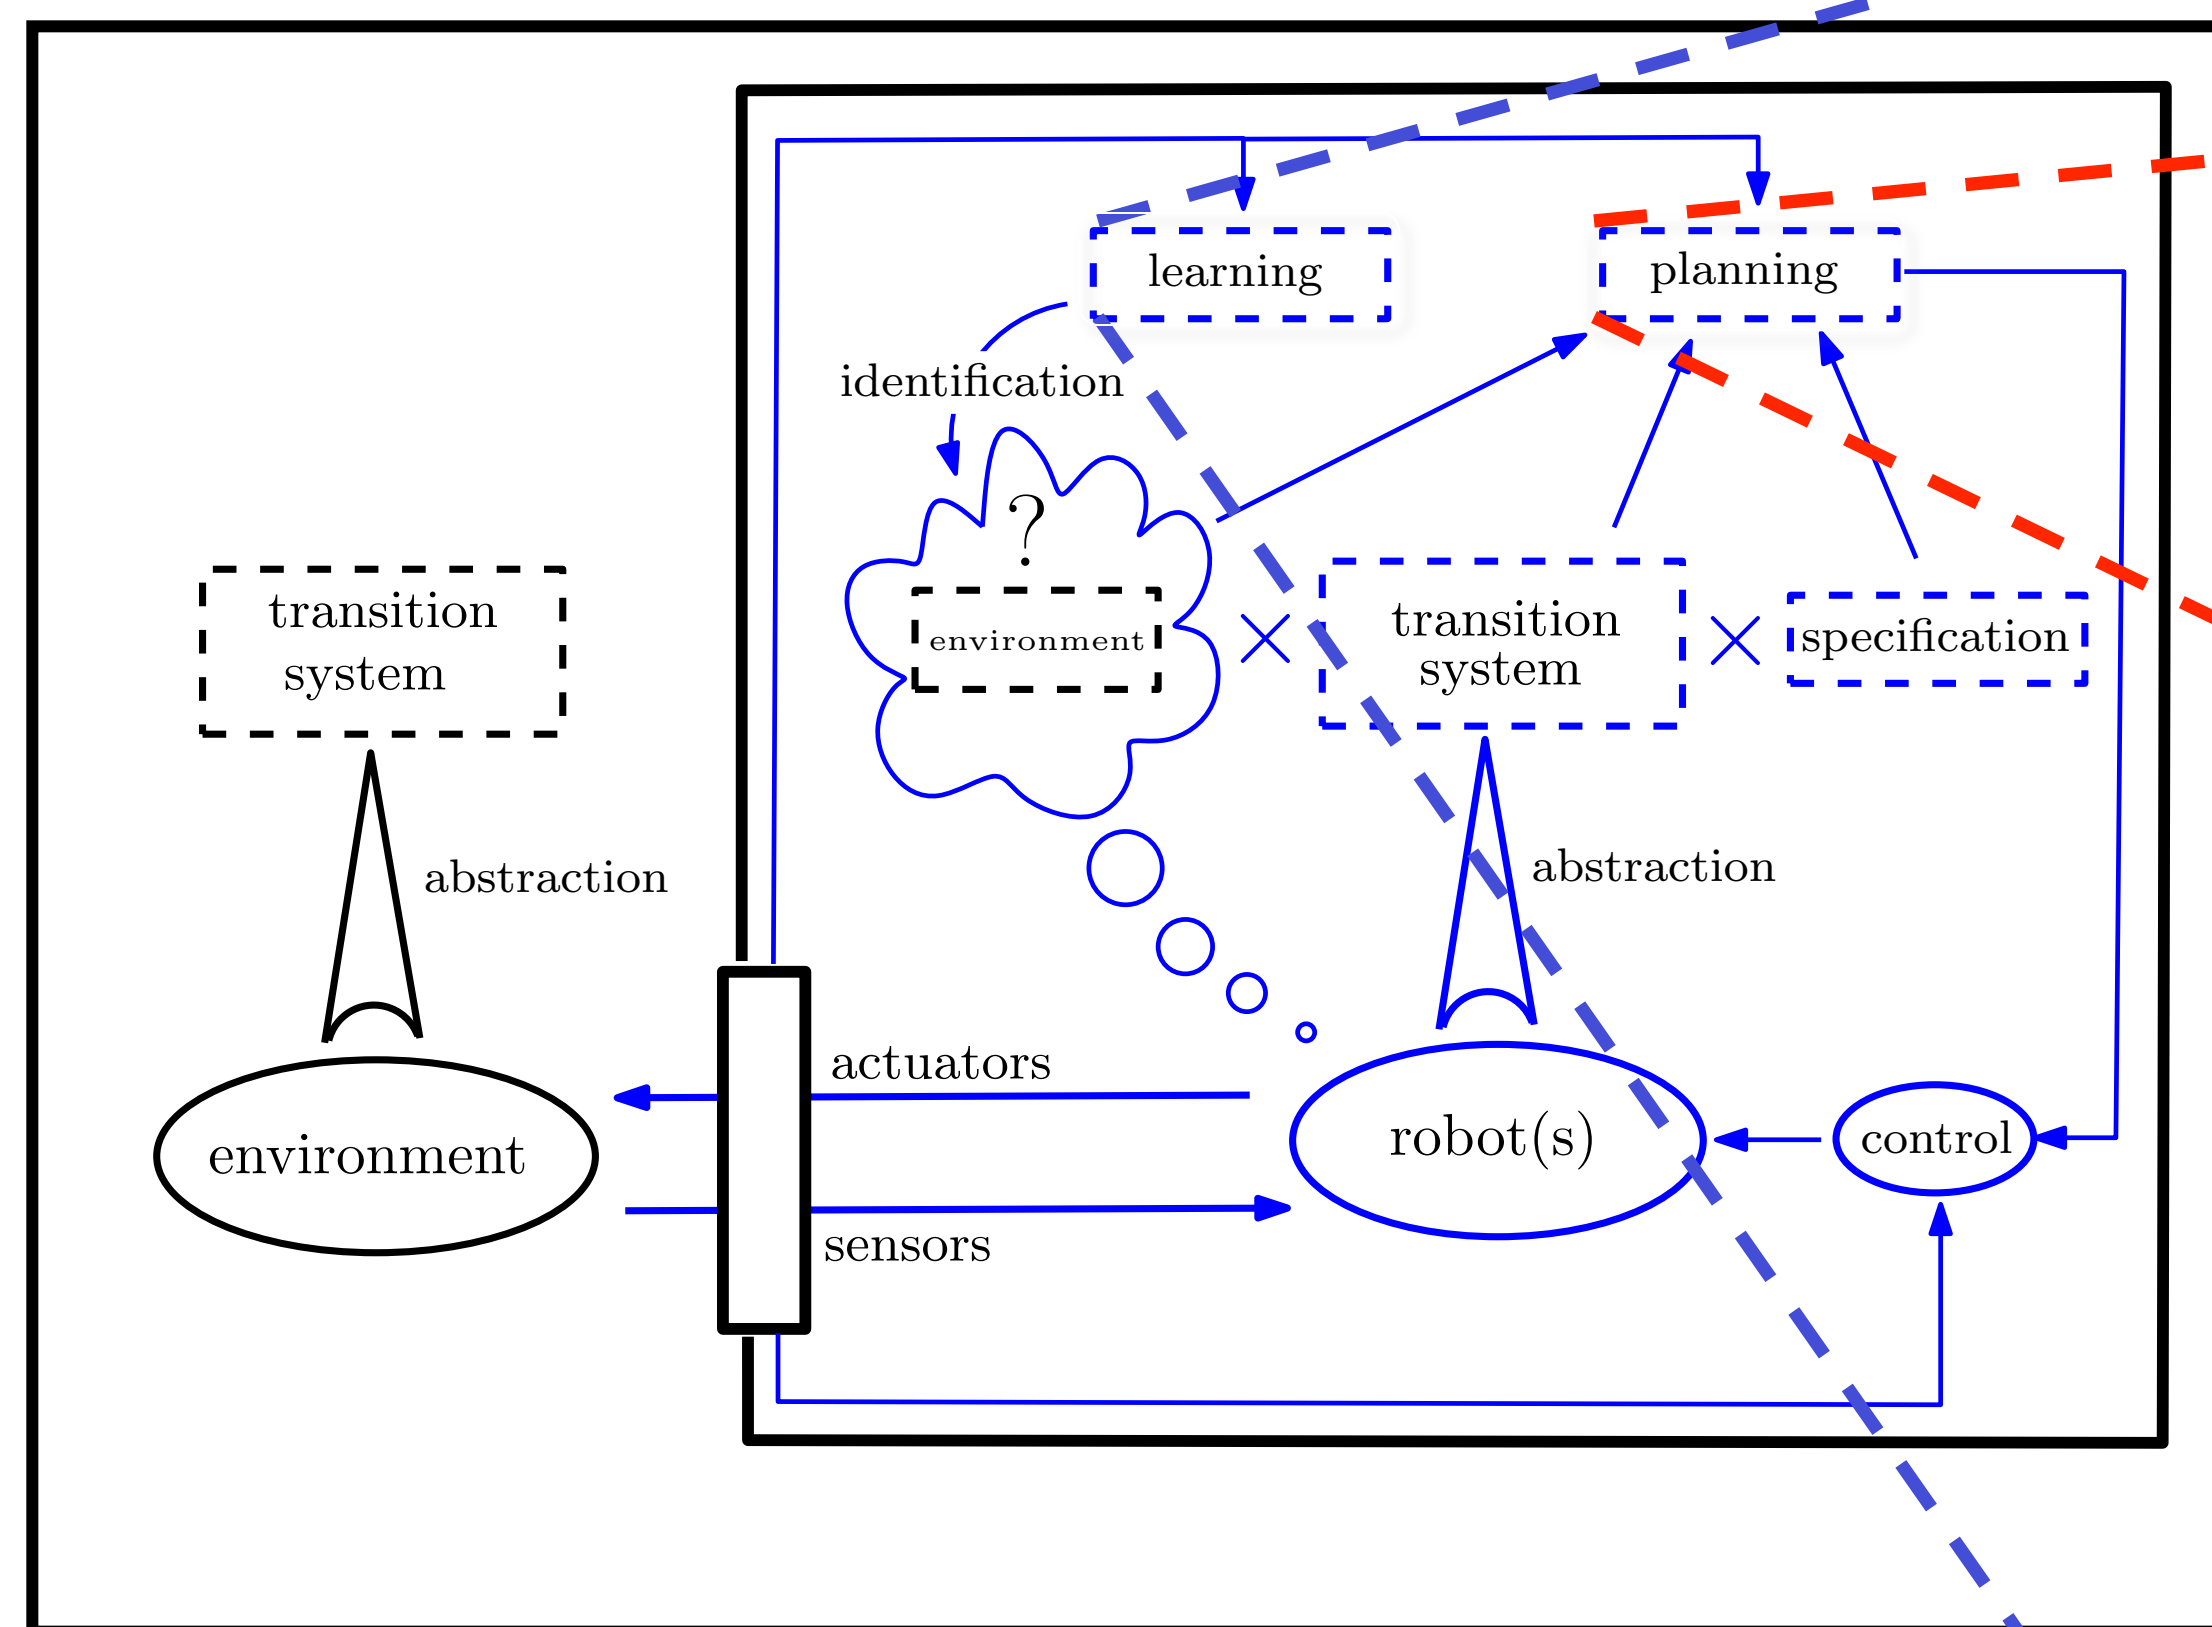 learning
planning
identification
?
environment
transition
system
specification
transition
system
abstraction
abstraction
actuators
robot(s)
control
environment
sensors